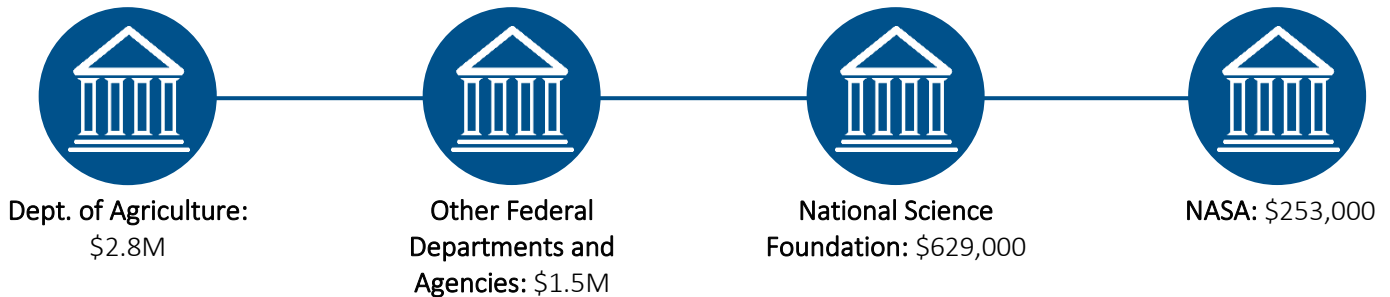 Dept. of Agriculture:
$2.8M
Other Federal
Departments and
Agencies: $1.5M
National Science
Foundation: $629,000
NASA: $253,000